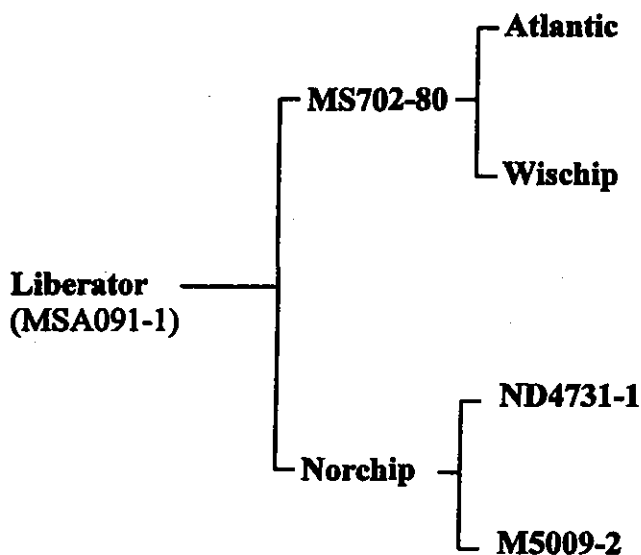 Atlantic
MS702-80
Wischip
Liberator
(MSA091-1)
ND4731-1
Norchip
M5009-2